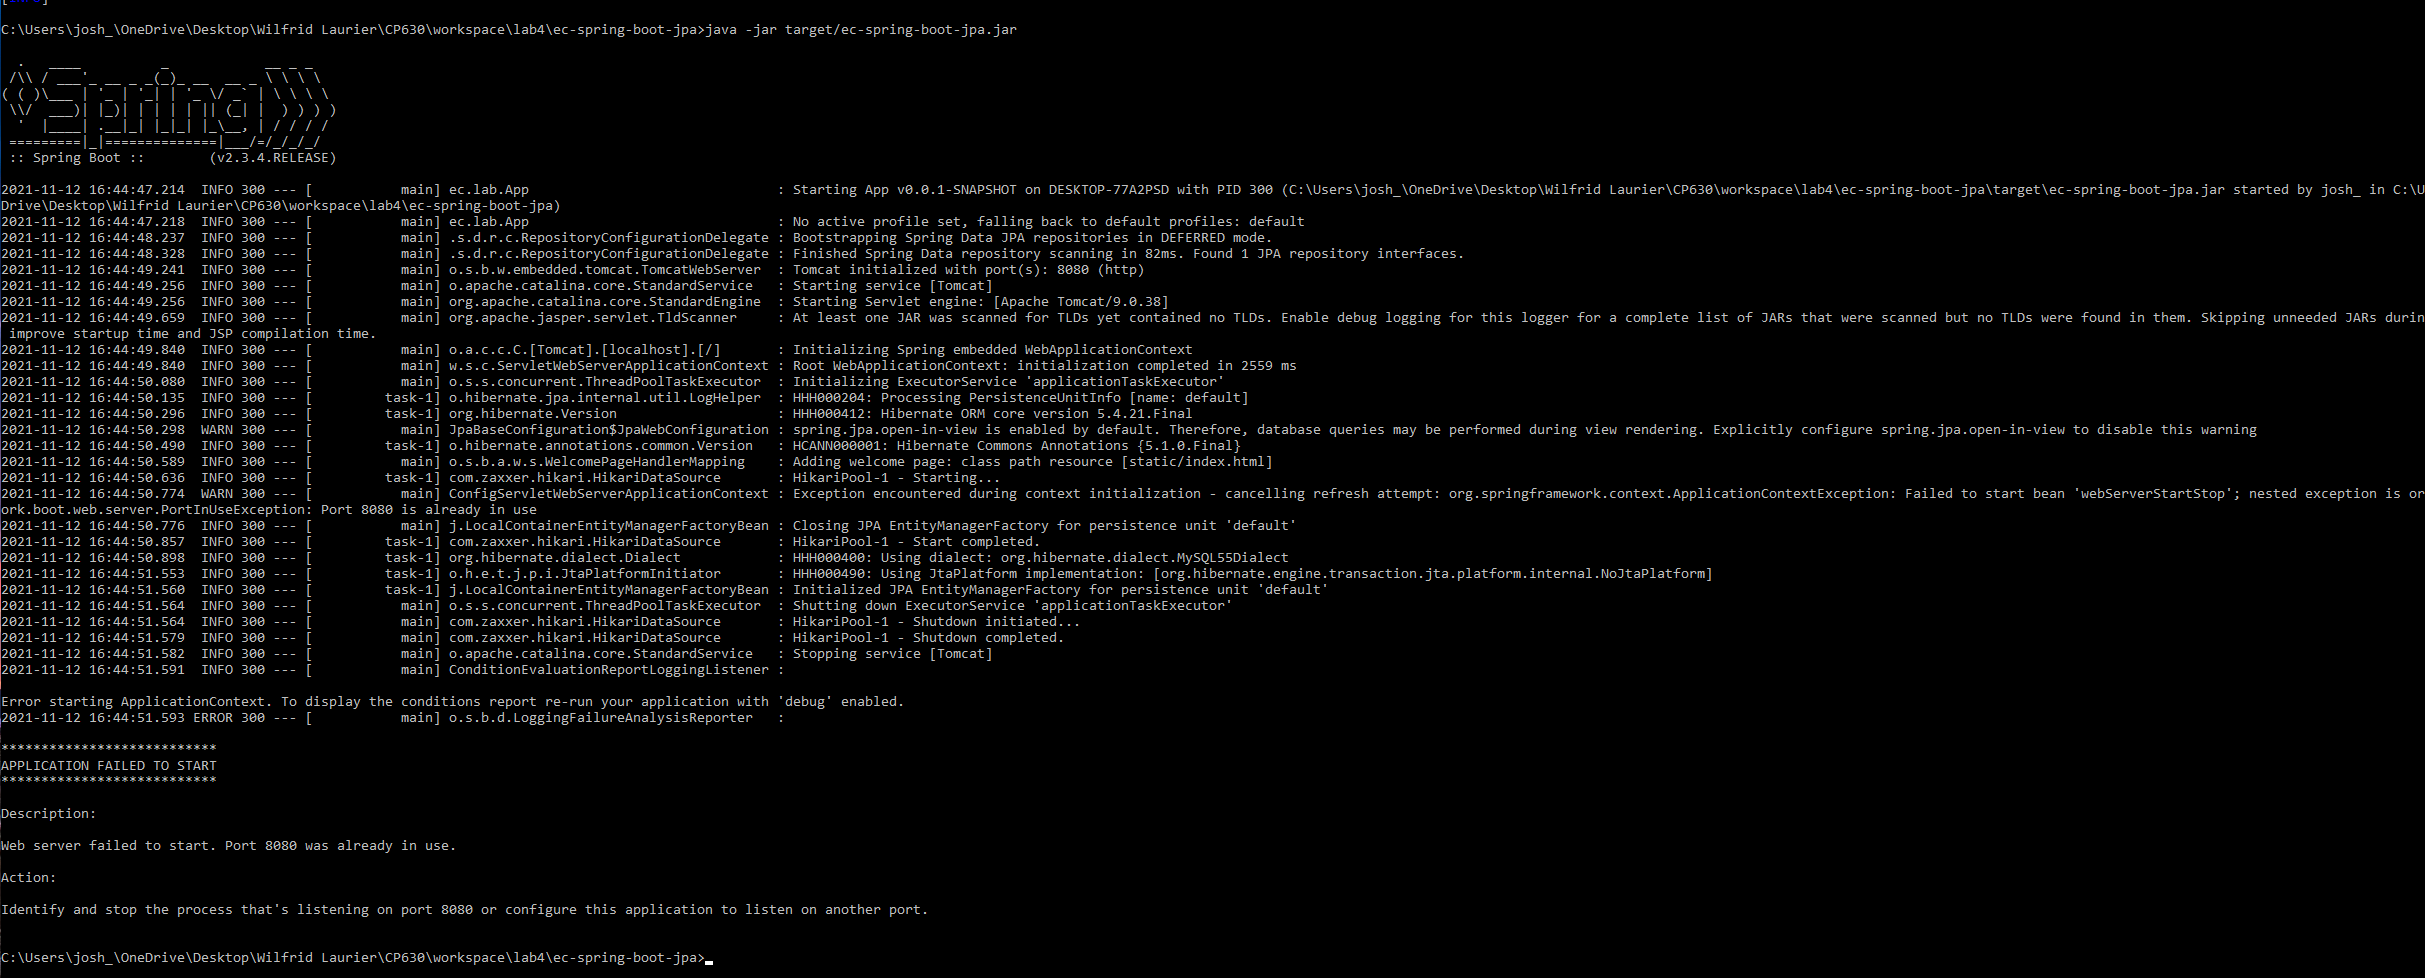 C:\Users\josh_\OneDrive\Desktop\Wilfrid Laurier\CP630\workspace\lab4\ec-spring-boot-jpa>java -jar target/ec-spring-boot-jpa.jar
  .   ____          _            __ _ _
 /\\ / ___'_ __ _ _(_)_ __  __ _ \ \ \ \
( ( )\___ | '_ | '_| | '_ \/ _` | \ \ \ \
 \\/  ___)| |_)| | | | | || (_| |  ) ) ) )
  '  |____| .__|_| |_|_| |_\__, | / / / /
 =========|_|==============|___/=/_/_/_/
 :: Spring Boot ::        (v2.3.4.RELEASE)
2021-11-12 16:44:47.214  INFO 300 --- [           main] ec.lab.App                               : Starting App v0.0.1-SNAPSHOT on DESKTOP-77A2PSD with PID 300 (C:\Users\josh_\OneDrive\Desktop\Wilfrid Laurier\CP630\workspace\lab4\ec-spring-boot-jpa\target\ec-spring-boot-jpa.jar started by josh_ in C:\U
Drive\Desktop\Wilfrid Laurier\CP630\workspace\lab4\ec-spring-boot-jpa)
2021-11-12 16:44:47.218  INFO 300 --- [           main] ec.lab.App                               : No active profile set, falling back to default profiles: default
2021-11-12 16:44:48.237  INFO 300 --- [           main] .s.d.r.c.RepositoryConfigurationDelegate : Bootstrapping Spring Data JPA repositories in DEFERRED mode.
2021-11-12 16:44:48.328  INFO 300 --- [           main] .s.d.r.c.RepositoryConfigurationDelegate : Finished Spring Data repository scanning in 82ms. Found 1 JPA repository interfaces.
2021-11-12 16:44:49.241  INFO 300 --- [           main] o.s.b.w.embedded.tomcat.TomcatWebServer  : Tomcat initialized with port(s): 8080 (http)
2021-11-12 16:44:49.256  INFO 300 --- [           main] o.apache.catalina.core.StandardService   : Starting service [Tomcat]
2021-11-12 16:44:49.256  INFO 300 --- [           main] org.apache.catalina.core.StandardEngine  : Starting Servlet engine: [Apache Tomcat/9.0.38]
2021-11-12 16:44:49.659  INFO 300 --- [           main] org.apache.jasper.servlet.TldScanner     : At least one JAR was scanned for TLDs yet contained no TLDs. Enable debug logging for this logger for a complete list of JARs that were scanned but no TLDs were found in them. Skipping unneeded JARs durin
 improve startup time and JSP compilation time.
2021-11-12 16:44:49.840  INFO 300 --- [           main] o.a.c.c.C.[Tomcat].[localhost].[/]       : Initializing Spring embedded WebApplicationContext
2021-11-12 16:44:49.840  INFO 300 --- [           main] w.s.c.ServletWebServerApplicationContext : Root WebApplicationContext: initialization completed in 2559 ms
2021-11-12 16:44:50.080  INFO 300 --- [           main] o.s.s.concurrent.ThreadPoolTaskExecutor  : Initializing ExecutorService 'applicationTaskExecutor'
2021-11-12 16:44:50.135  INFO 300 --- [         task-1] o.hibernate.jpa.internal.util.LogHelper  : HHH000204: Processing PersistenceUnitInfo [name: default]
2021-11-12 16:44:50.296  INFO 300 --- [         task-1] org.hibernate.Version                    : HHH000412: Hibernate ORM core version 5.4.21.Final
2021-11-12 16:44:50.298  WARN 300 --- [           main] JpaBaseConfiguration$JpaWebConfiguration : spring.jpa.open-in-view is enabled by default. Therefore, database queries may be performed during view rendering. Explicitly configure spring.jpa.open-in-view to disable this warning
2021-11-12 16:44:50.490  INFO 300 --- [         task-1] o.hibernate.annotations.common.Version   : HCANN000001: Hibernate Commons Annotations {5.1.0.Final}
2021-11-12 16:44:50.589  INFO 300 --- [           main] o.s.b.a.w.s.WelcomePageHandlerMapping    : Adding welcome page: class path resource [static/index.html]
2021-11-12 16:44:50.636  INFO 300 --- [         task-1] com.zaxxer.hikari.HikariDataSource       : HikariPool-1 - Starting...
2021-11-12 16:44:50.774  WARN 300 --- [           main] ConfigServletWebServerApplicationContext : Exception encountered during context initialization - cancelling refresh attempt: org.springframework.context.ApplicationContextException: Failed to start bean 'webServerStartStop'; nested exception is or
ork.boot.web.server.PortInUseException: Port 8080 is already in use
2021-11-12 16:44:50.776  INFO 300 --- [           main] j.LocalContainerEntityManagerFactoryBean : Closing JPA EntityManagerFactory for persistence unit 'default'
2021-11-12 16:44:50.857  INFO 300 --- [         task-1] com.zaxxer.hikari.HikariDataSource       : HikariPool-1 - Start completed.
2021-11-12 16:44:50.898  INFO 300 --- [         task-1] org.hibernate.dialect.Dialect            : HHH000400: Using dialect: org.hibernate.dialect.MySQL55Dialect
2021-11-12 16:44:51.553  INFO 300 --- [         task-1] o.h.e.t.j.p.i.JtaPlatformInitiator       : HHH000490: Using JtaPlatform implementation: [org.hibernate.engine.transaction.jta.platform.internal.NoJtaPlatform]
2021-11-12 16:44:51.560  INFO 300 --- [         task-1] j.LocalContainerEntityManagerFactoryBean : Initialized JPA EntityManagerFactory for persistence unit 'default'
2021-11-12 16:44:51.564  INFO 300 --- [           main] o.s.s.concurrent.ThreadPoolTaskExecutor  : Shutting down ExecutorService 'applicationTaskExecutor'
2021-11-12 16:44:51.564  INFO 300 --- [           main] com.zaxxer.hikari.HikariDataSource       : HikariPool-1 - Shutdown initiated...
2021-11-12 16:44:51.579  INFO 300 --- [           main] com.zaxxer.hikari.HikariDataSource       : HikariPool-1 - Shutdown completed.
2021-11-12 16:44:51.582  INFO 300 --- [           main] o.apache.catalina.core.StandardService   : Stopping service [Tomcat]
2021-11-12 16:44:51.591  INFO 300 --- [           main] ConditionEvaluationReportLoggingListener :
Error starting ApplicationContext. To display the conditions report re-run your application with 'debug' enabled.
2021-11-12 16:44:51.593 ERROR 300 --- [           main] o.s.b.d.LoggingFailureAnalysisReporter   :
***************************
APPLICATION FAILED TO START
***************************
Description:
Web server failed to start. Port 8080 was already in use.
Action:
Identify and stop the process that's listening on port 8080 or configure this application to listen on another port.
C:\Users\josh_\OneDrive\Desktop\Wilfrid Laurier\CP630\workspace\lab4\ec-spring-boot-jpa>